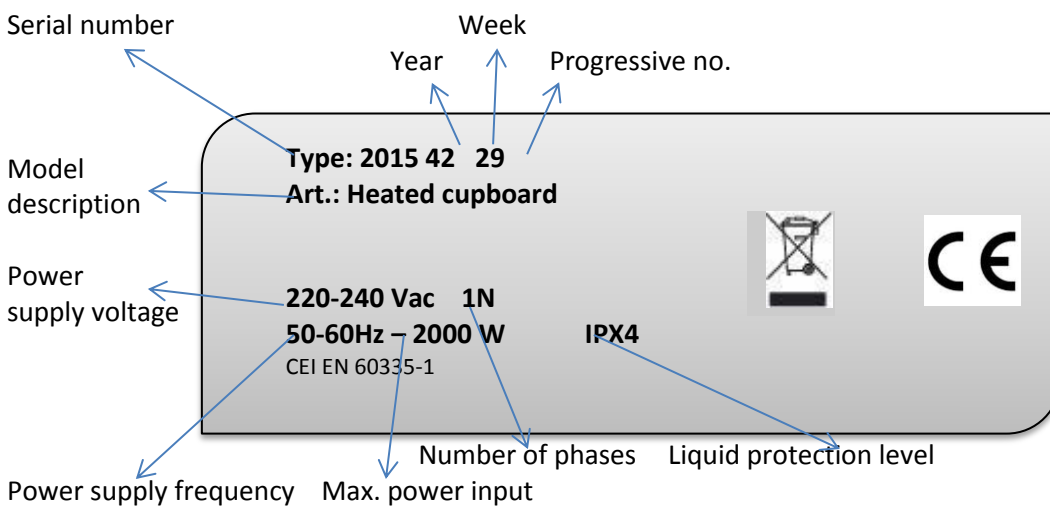 Serial number
Week
Year
Progressive no.
Type: 2015 42 29
Model
description
Art.: Heated cupboard
CE
Power
supply voltage
220-240 Vac 1N
50-60Hz – 2000 W IPX4
CEI EN 60335-1
Number of phases Liquid protection level
Power supply frequency Max. power input